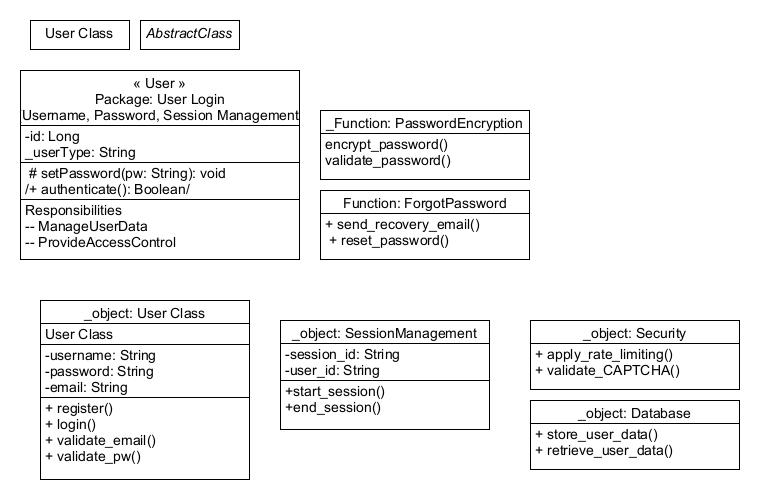 User Class
AbstractClass
« User »
Package: User Login
Username, Password, Session Management
-id: Long
_userType: String
# setPassword(pw: String): void
/+ authenticate(): Boolean/
Responsibilities
-- ManageUserData
-- ProvideAccessControl
_Function: PasswordEncryption
encrypt_password()
validate_password()
Function: ForgotPassword
+ send_recovery_email()
+ reset_password()
_object: User Class
User Class
-username: String
-password: String
-email: String
+ register()
+ login()
+ validate_email()
+ validate_pw()
_object: SessionManagement
-session_id: String
-user_id: String
+start_session()
+end_session()
_object: Security
+ apply_rate_limiting()
+ validate_CAPTCHA()
_object: Database
+ store_user_data()
+ retrieve_user_data()